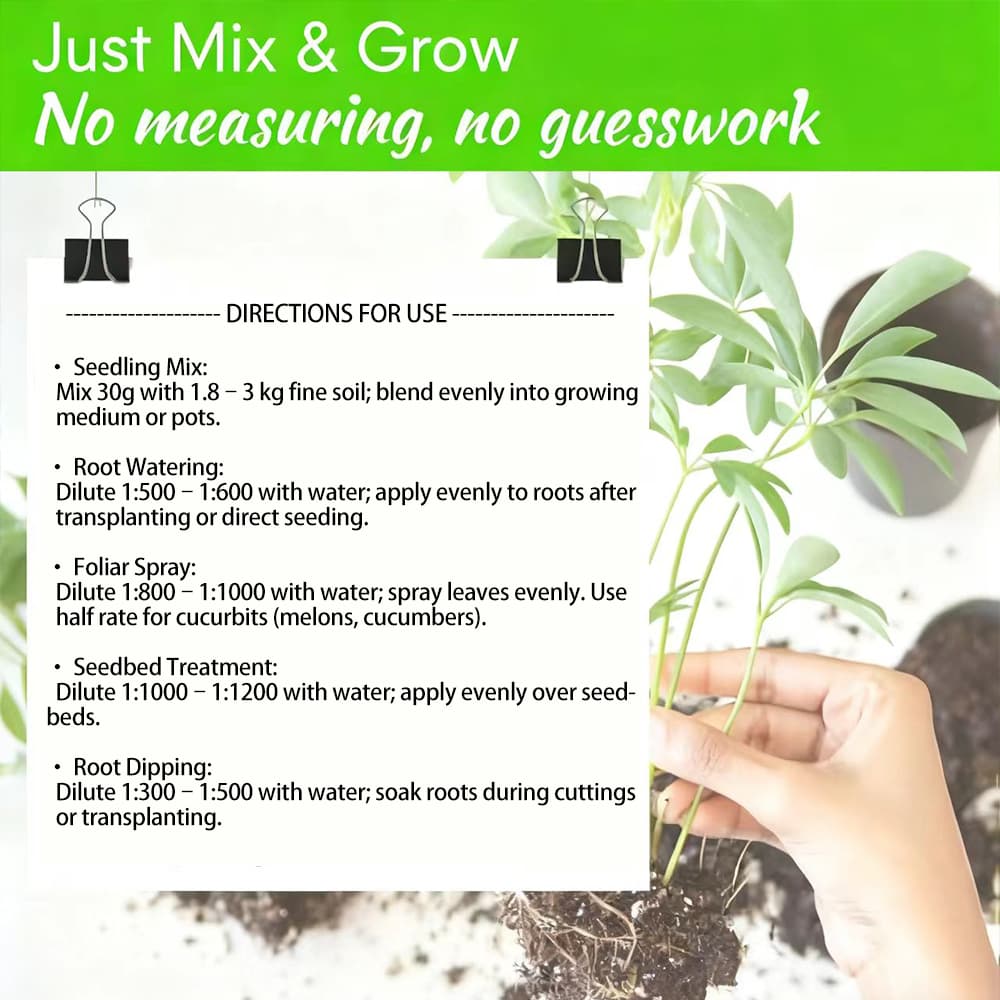 Just Mix & Grow
No measuring, no guesswork
-------------------- DIRECTIONS FOR USE ---------------------
• Seedling Mix:
Mix 30g with 1.8 – 3 kg fine soil; blend evenly into growing
medium or pots.
• Root Watering:
Dilute 1:500 – 1:600 with water; apply evenly to roots after
transplanting or direct seeding.
• Foliar Spray:
Dilute 1:800 – 1:1000 with water; spray leaves evenly. Use
half rate for cucurbits (melons, cucumbers).
• Seedbed Treatment:
Dilute 1:1000 – 1:1200 with water; apply evenly over seed-
beds.
• Root Dipping:
Dilute 1:300 – 1:500 with water; soak roots during cuttings
or transplanting.